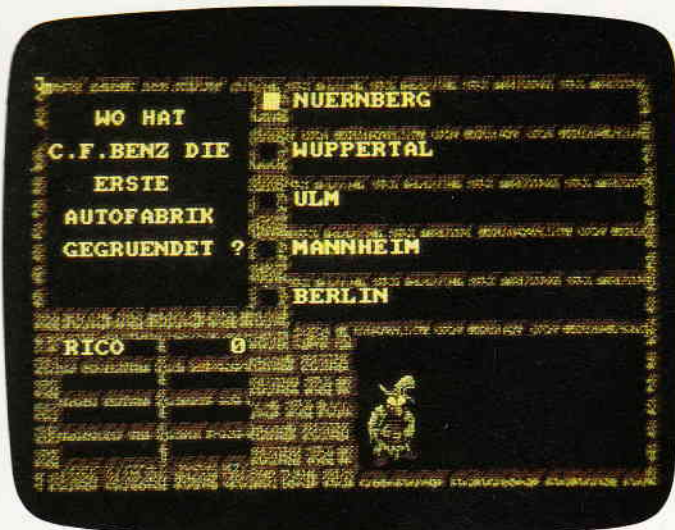 WO HAT
C.F.BENZ DIE
ERSTE
AUTOFABRIK
GEGRUENDET ?
NUERNBERG
WUPPERTAL
ULM
MANNHEIM
BERLIN
RICO 0